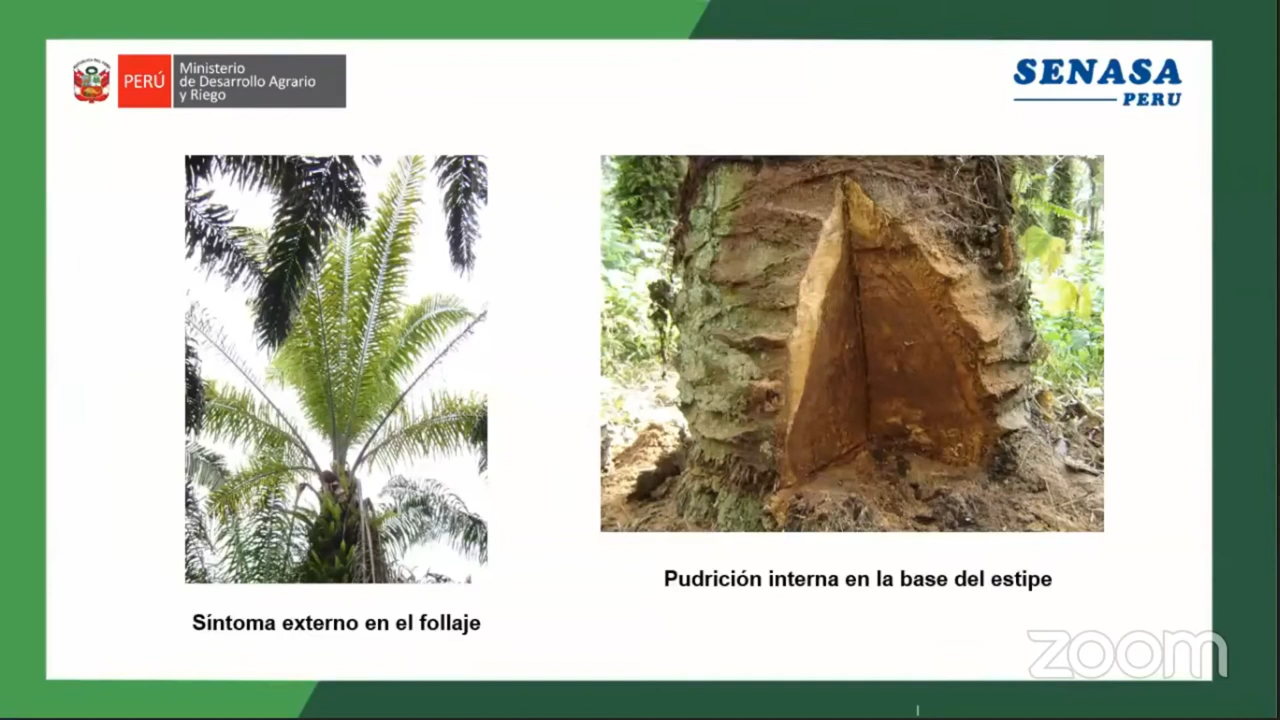 PERÚ
Ministerio
de Desarrollo Agrario
y Riego
SENASA
PERU
Síntoma externo en el follaje
Pudrición interna en la base del estipe
zoom